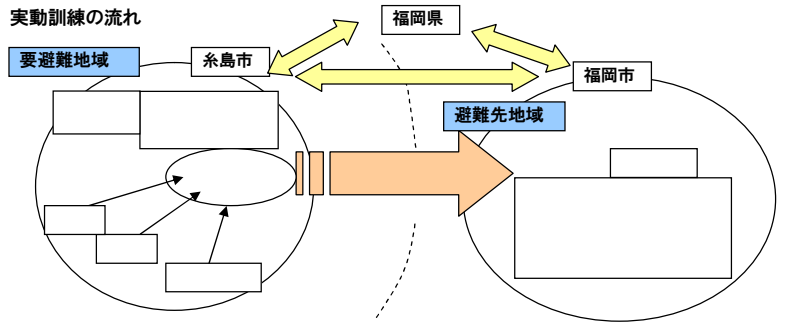 実動訓練の流れ
福岡県
要避難地域
糸島市
福岡市
避難先地域